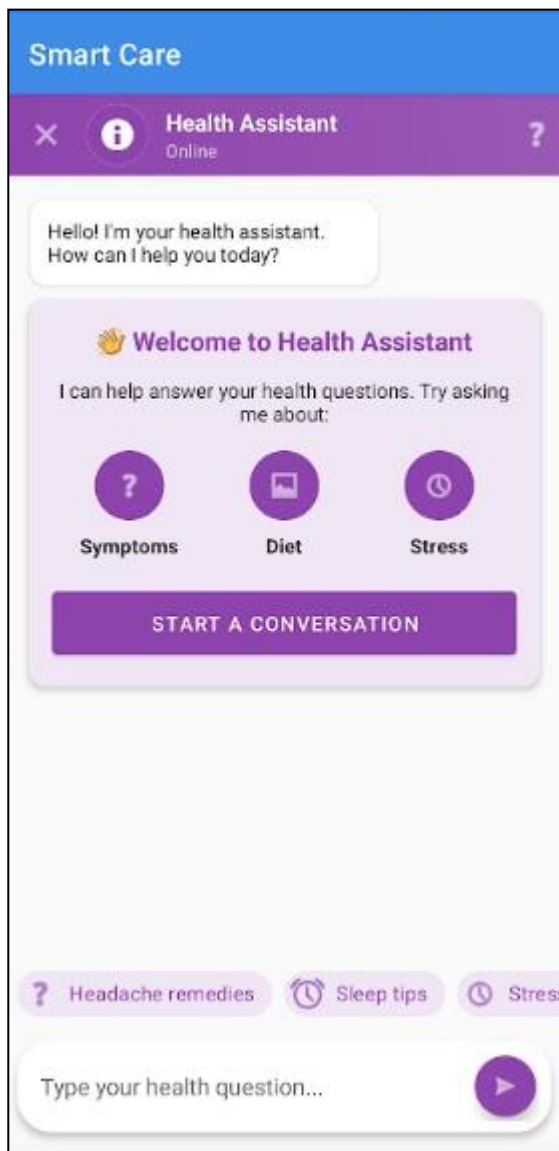 Smart Care
Health Assistant
Online
?
Hello! I'm your health assistant.
How can I help you today?
👋 Welcome to Health Assistant
I can help answer your health questions. Try asking
me about:
?
Symptoms
Diet
Stress
START A CONVERSATION
? Headache remedies
Sleep tips
Stress
Type your health question...